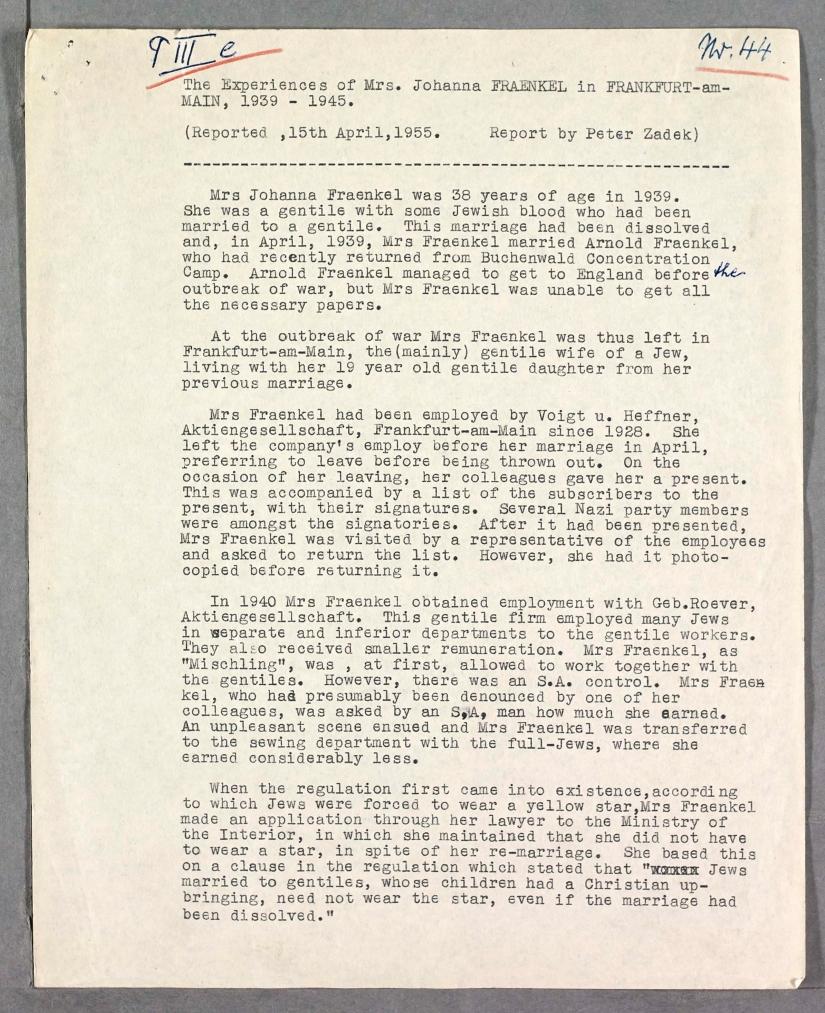 PIIIe
Nr. 44
The Experiences of Mrs. Johanna FRAENKEL in FRANKFURT-am-
MAIN, 1939 - 1945.
(Reported ,15th April,1955. Report by Peter Zadek)
Mrs Johanna Fraenkel was 38 years of age in 1939.
She was a gentile with some Jewish blood who had been
married to a gentile. This marriage had been dissolved
and, in April, 1939, Mrs Fraenkel married Arnold Fraenkel,
who had recently returned from Buchenwald Concentration
Camp. Arnold Fraenkel managed to get to England before the
outbreak of war, but Mrs Fraenkel was unable to get all
the necessary papers.
At the outbreak of war Mrs Fraenkel was thus left in
Frankfurt-am-Main, the(mainly) gentile wife of a Jew,
living with her 19 year old gentile daughter from her
previous marriage.
Mrs Fraenkel had been employed by Voigt u. Heffner,
Aktiengesellschaft, Frankfurt-am-Main since 1928. She
left the company's employ before her marriage in April,
preferring to leave before being thrown out. On the
occasion of her leaving, her colleagues gave her a present.
This was accompanied by a list of the subscribers to the
present, with their signatures. Several Nazi party members
were amongst the signatories. After it had been presented,
Mrs Fraenkel was visited by a representative of the employees
and asked to return the list. However, she had it photo-
copied before returning it.
In 1940 Mrs Fraenkel obtained employment with Geb.Roever,
Aktiengesellschaft. This gentile firm employed many Jews
in separate and inferior departments to the gentile workers.
They also received smaller remuneration. Mrs Fraenkel, as
"Mischling", was , at first, allowed to work together with
the gentiles. However, there was an S.A. control. Mrs Fraen
kel, who had presumably been denounced by one of her
colleagues, was asked by an S,A, man how much she earned.
An unpleasant scene ensued and Mrs Fraenkel was transferred
to the sewing department with the full-Jews, where she
earned considerably less.
When the regulation first came into existence,according
to which Jews were forced to wear a yellow star,Mrs Fraenkel
made an application through her lawyer to the Ministry of
the Interior, in which she maintained that she did not have
to wear a star, in spite of her re-marriage. She based this
on a clause in the regulation which stated that " Jews
married to gentiles, whose children had a Christian up-
bringing, need not wear the star, even if the marriage had
been dissolved."